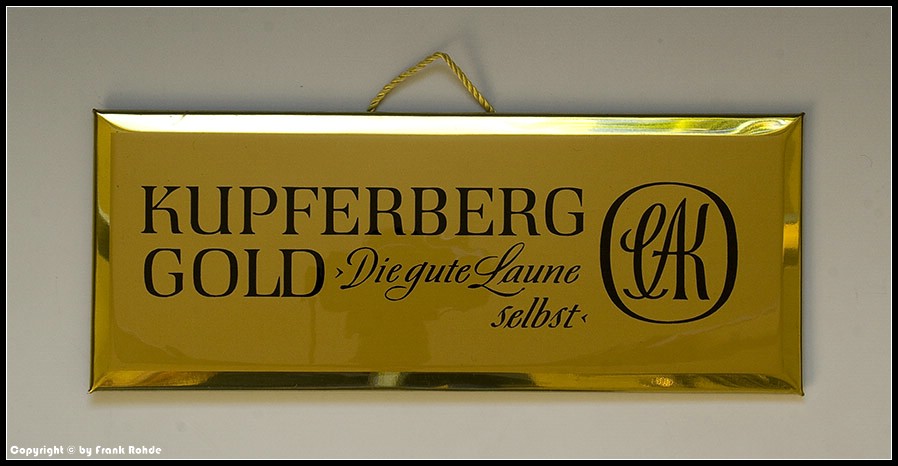 KUPFERBERG
GOLD ›Die gute Laune
selbst‹
CAK
Copyright © by Frank Rohde